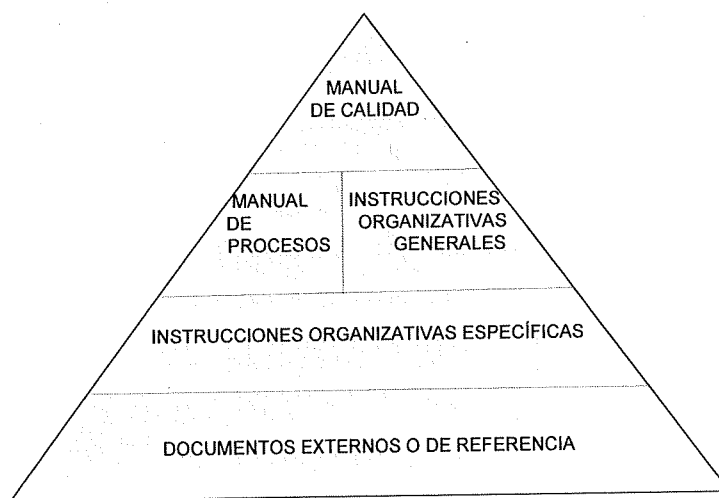 MANUAL
DE CALIDAD
MANUAL
DE
PROCESOS
INSTRUCCIONES
ORGANIZATIVAS
GENERALES
INSTRUCCIONES ORGANIZATIVAS ESPECÍFICAS
DOCUMENTOS EXTERNOS O DE REFERENCIA